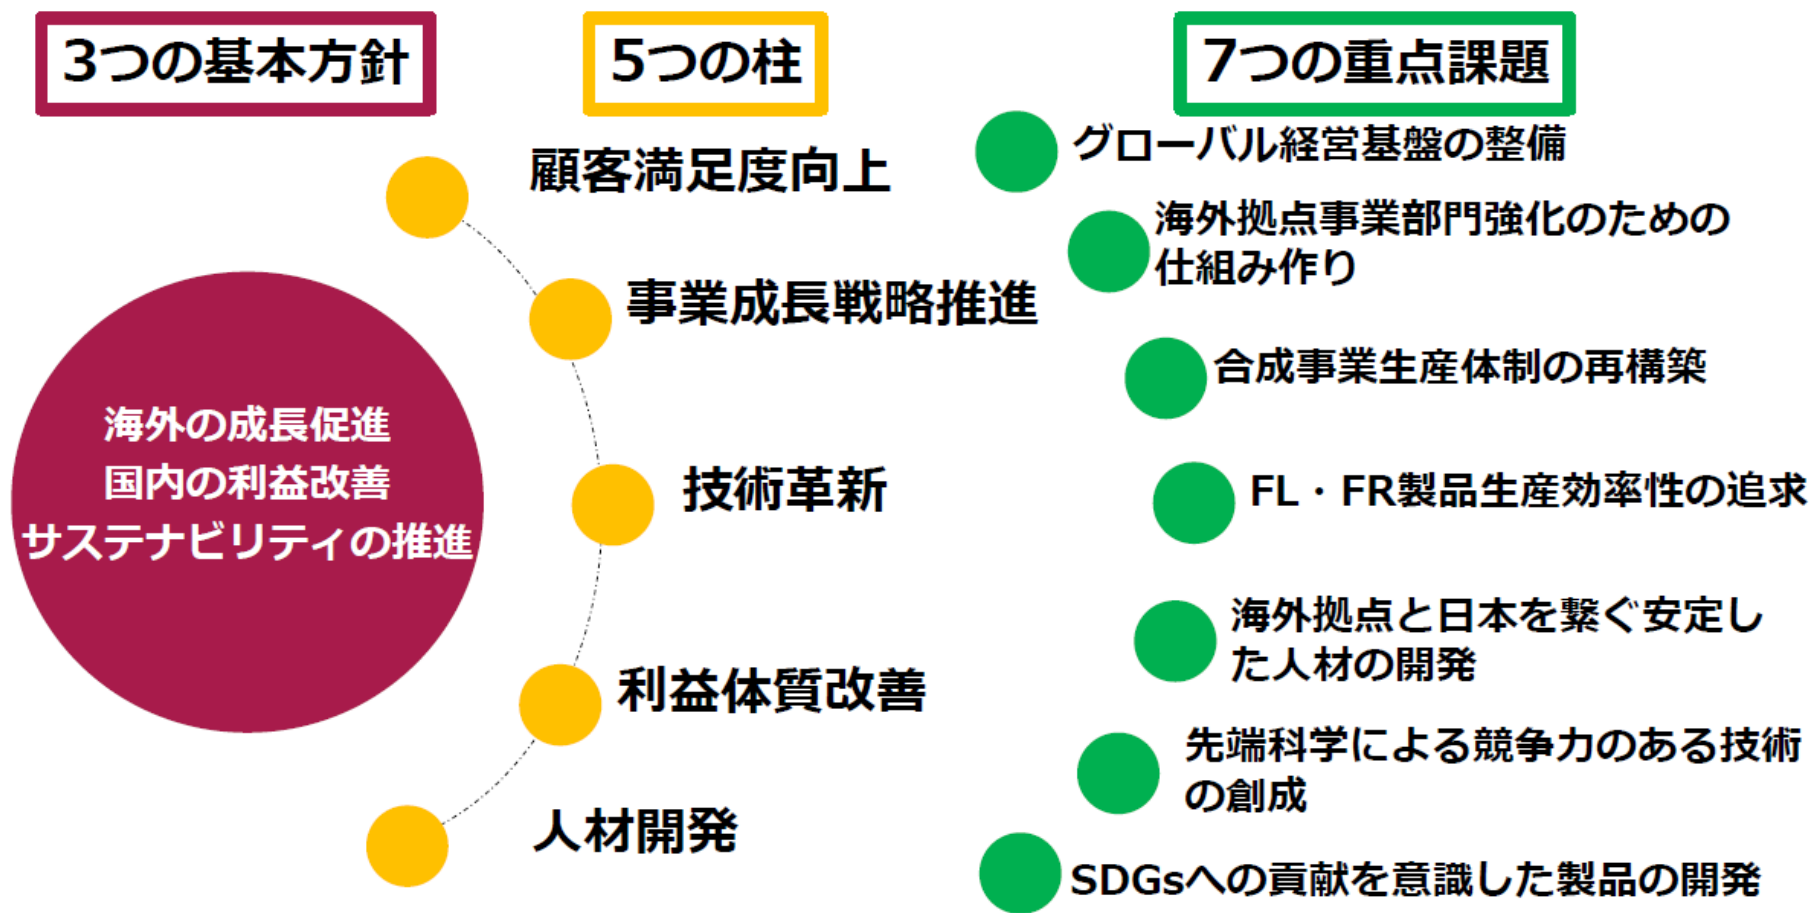 3つの基本方針
海外の成長促進
国内の利益改善
サステナビリティの推進
5つの柱
顧客満足度向上
事業成長戦略推進
技術革新
利益体質改善
人材開発
7つの重点課題
グローバル経営基盤の整備
海外拠点事業部門強化のための
仕組み作り
合成事業生産体制の再構築
FL・FR製品生産効率性の追求
海外拠点と日本を繋ぐ安定し
た人材の開発
先端科学による競争力のある技術
の創成
SDGsへの貢献を意識した製品の開発